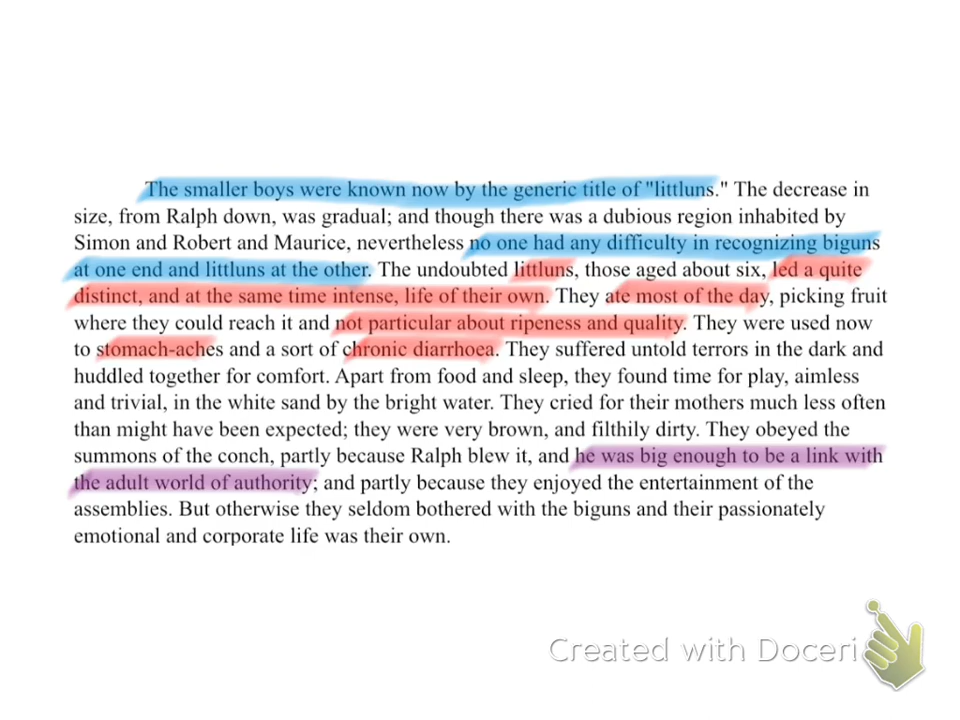 The smaller boys were known now by the generic title of "littluns." The decrease in
size, from Ralph down, was gradual; and though there was a dubious region inhabited by
Simon and Robert and Maurice, nevertheless no one had any difficulty in recognizing biguns
at one end and littluns at the other. The undoubted littluns, those aged about six, led a quite
distinct, and at the same time intense, life of their own. They ate most of the day, picking fruit
where they could reach it and not particular about ripeness and quality. They were used now
to stomach-aches and a sort of chronic diarrhoea. They suffered untold terrors in the dark and
huddled together for comfort. Apart from food and sleep, they found time for play, aimless
and trivial, in the white sand by the bright water. They cried for their mothers much less often
than might have been expected; they were very brown, and filthily dirty. They obeyed the
summons of the conch, partly because Ralph blew it, and he was big enough to be a link with
the adult world of authority; and partly because they enjoyed the entertainment of the
assemblies. But otherwise they seldom bothered with the biguns and their passionately
emotional and corporate life was their own.
Created with Doceri